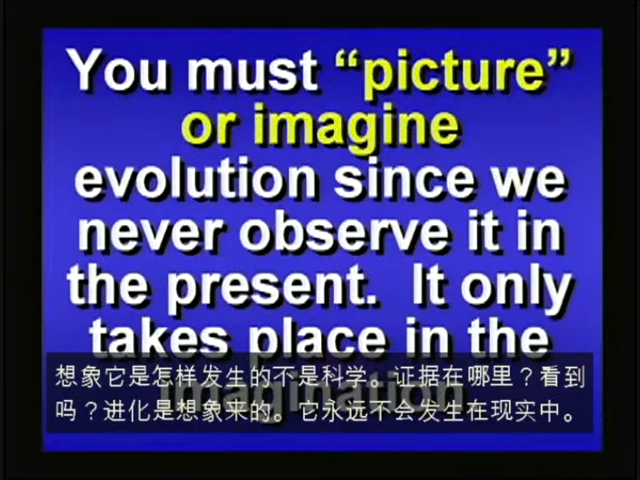 You must “picture”
or imagine
evolution since we
never observe it in
the present. It only
takes place in the
imagination
想象它是怎样发生的不是科学。证据在哪里？看到
吗？进化是想象来的。它永远不会发生在现实中。